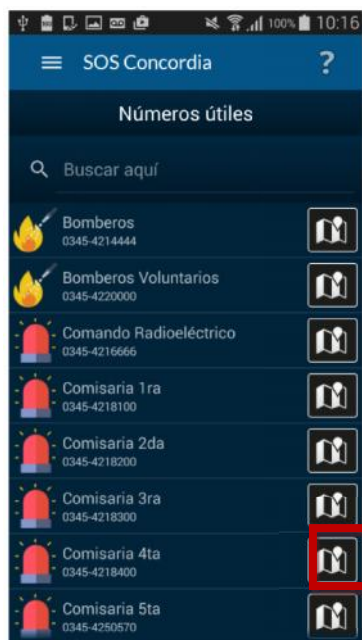 100% 10:16
SOS Concordia ?
Números útiles
Buscar aquí
Bomberos
0345-4214444
Bomberos Voluntarios
0345-4220000
Comando Radioeléctrico
0345-4216666
Comisaria 1ra
0345-4218100
Comisaria 2da
0345-4218200
Comisaria 3ra
0345-4218300
Comisaria 4ta
0345-4218400
Comisaria 5ta
0345-4250570